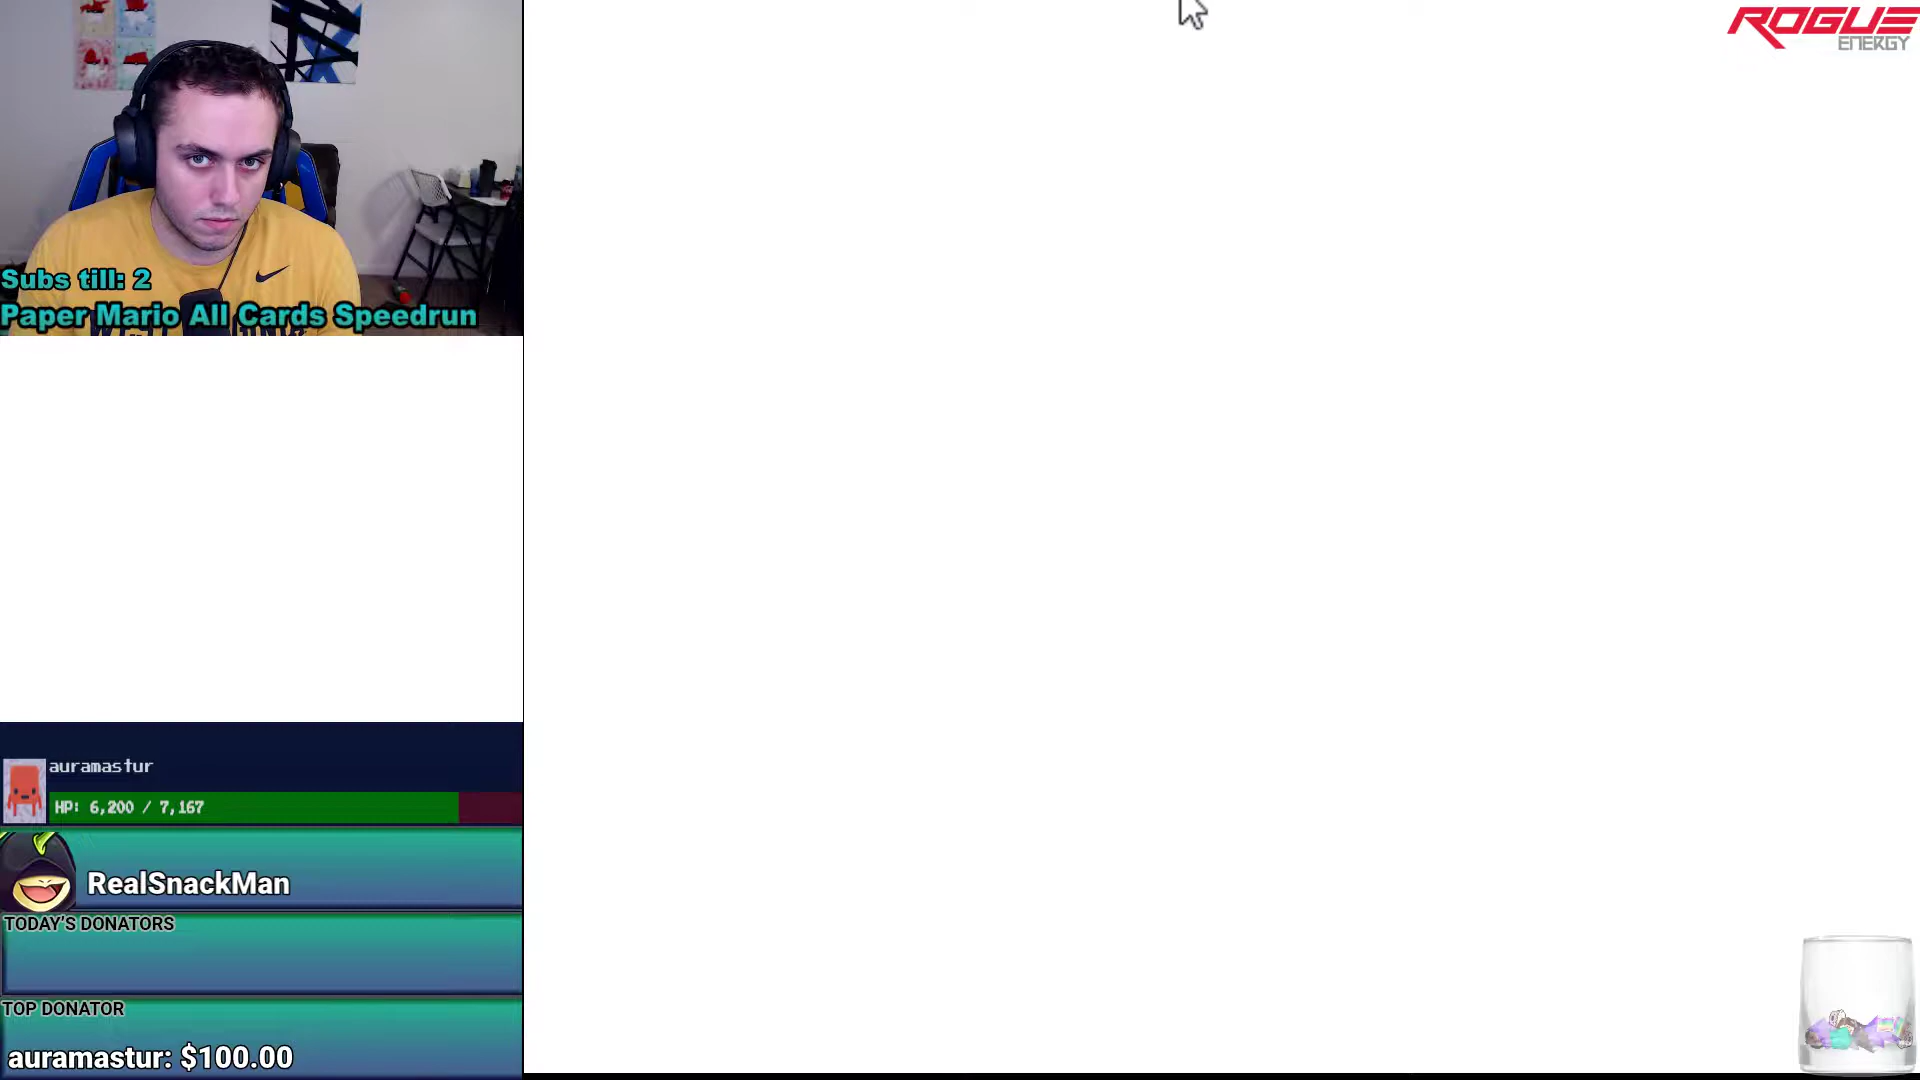 ROGUE
ENERGY
Subs till: 2
Paper Mario All Cards Speedrun
auramastur
HP: 6,200 / 7,167
RealSnackMan
TODAY'S DONATORS
TOP DONATOR
auramastur: $100.00